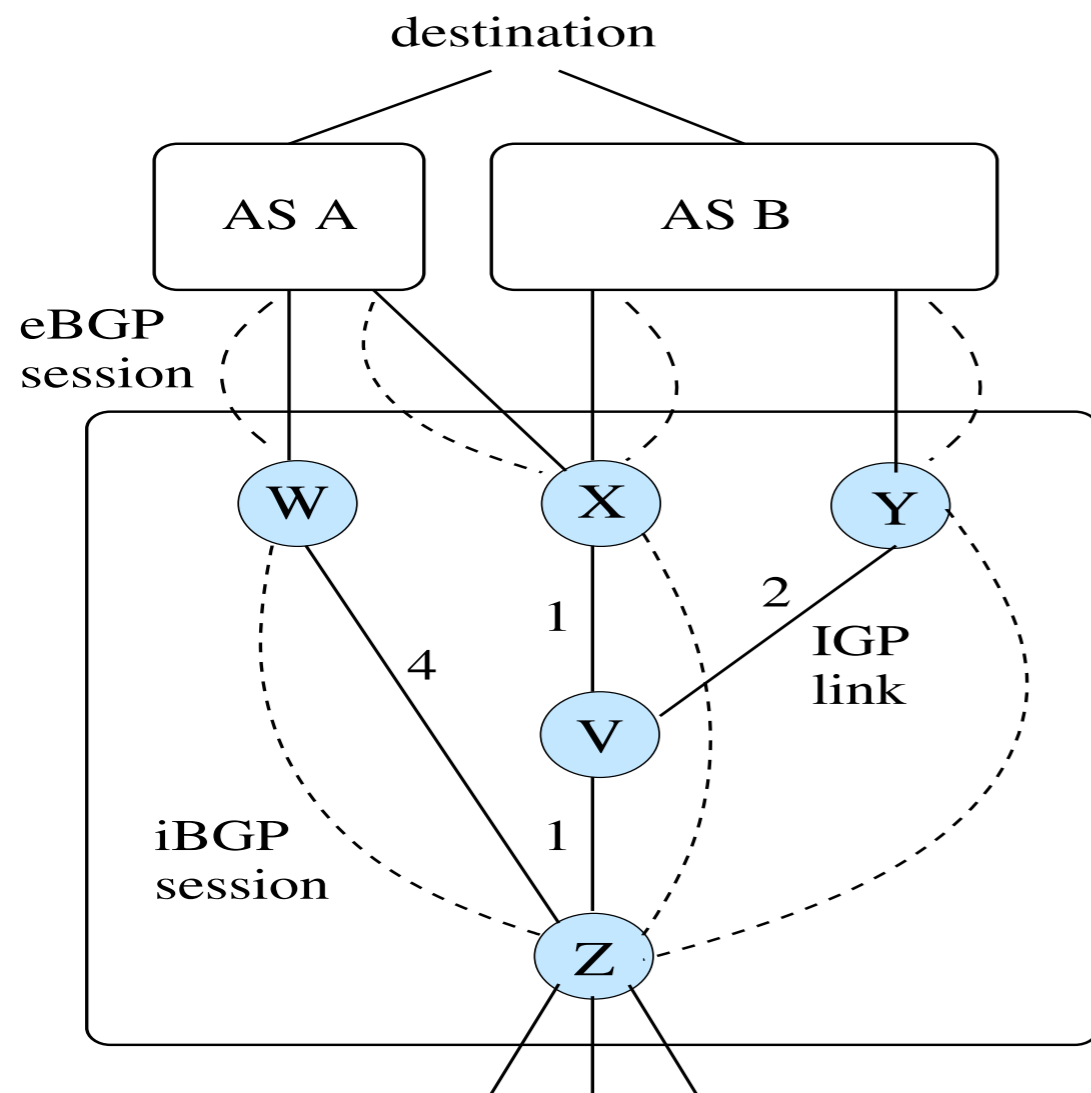 destination
AS A
AS B
eBGP
session
W
X
Y
1
2
4
IGP
link
V
iBGP
session
1
Z